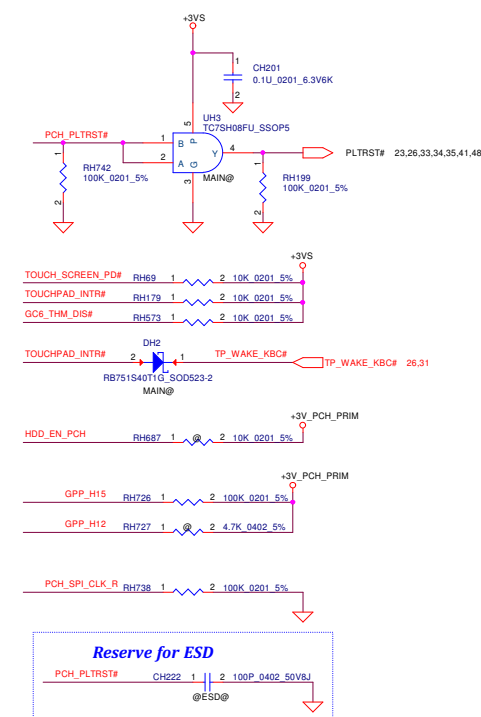 +3VS
1
CH201
0.1U_0201_6.3V6K
2
UH3
TC7SH08FU_SSOP5
5
PCH_PLTRST#
1
B
P
Y
4
PLTRST# 23,26,33,34,35,41,48
2
A
G
MAIN@
3
1
RH742
100K_0201_5%
2
1
RH199
100K_0201_5%
2
+3VS
TOUCH_SCREEN_PD# RH69 1 2 10K_0201_5%
TOUCHPAD_INTR# RH179 1 2 10K_0201_5%
GC6_THM_DIS# RH573 1 2 10K_0201_5%
DH2
TOUCHPAD_INTR# 2 1 TP_WAKE_KBC# TP_WAKE_KBC# 26,31
RB751S40T1G_SOD523-2
MAIN@
+3V_PCH_PRIM
HDD_EN_PCH RH687 1 @ 2 10K_0201_5%
+3V_PCH_PRIM
GPP_H15 RH726 1 2 100K_0201_5%
GPP_H12 RH727 1 @ 2 4.7K_0402_5%
PCH_SPI_CLK_R RH738 1 2 100K_0201_5%
Reserve for ESD
PCH_PLTRST# CH222 1 2 100P_0402_50V8J
@ESD@